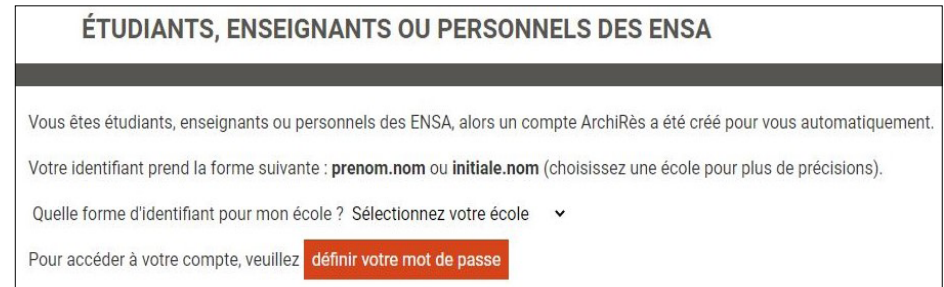 ÉTUDIANTS, ENSEIGNANTS OU PERSONNELS DES ENSA
Vous êtes étudiants, enseignants ou personnels des ENSA, alors un compte ArchiRès a été créé pour vous automatiquement.
Votre identifiant prend la forme suivante : prenom.nom ou initiale.nom (choisissez une école pour plus de précisions).
Quelle forme d'identifiant pour mon école ? Sélectionnez votre école
Pour accéder à votre compte, veuillez définir votre mot de passe